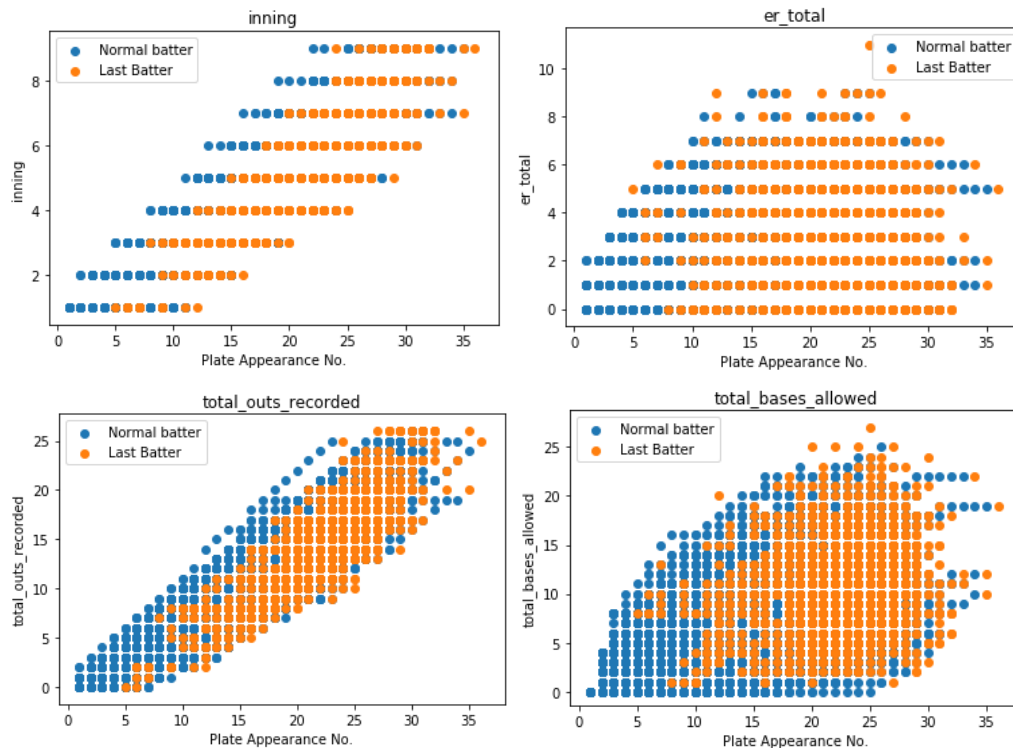 inning
Normal batter
Last Batter
8
6
4
2
inning
0 5 10 15 20 25 30 35
Plate Appearance No.
er_total
Normal batter
Last Batter
10
8
6
4
2
0
er_total
0 5 10 15 20 25 30 35
Plate Appearance No.
total_outs_recorded
Normal batter
Last Batter
25
20
15
10
5
0
total_outs_recorded
0 5 10 15 20 25 30 35
Plate Appearance No.
total_bases_allowed
Normal batter
Last Batter
25
20
15
10
5
0
total_bases_allowed
0 5 10 15 20 25 30 35
Plate Appearance No.